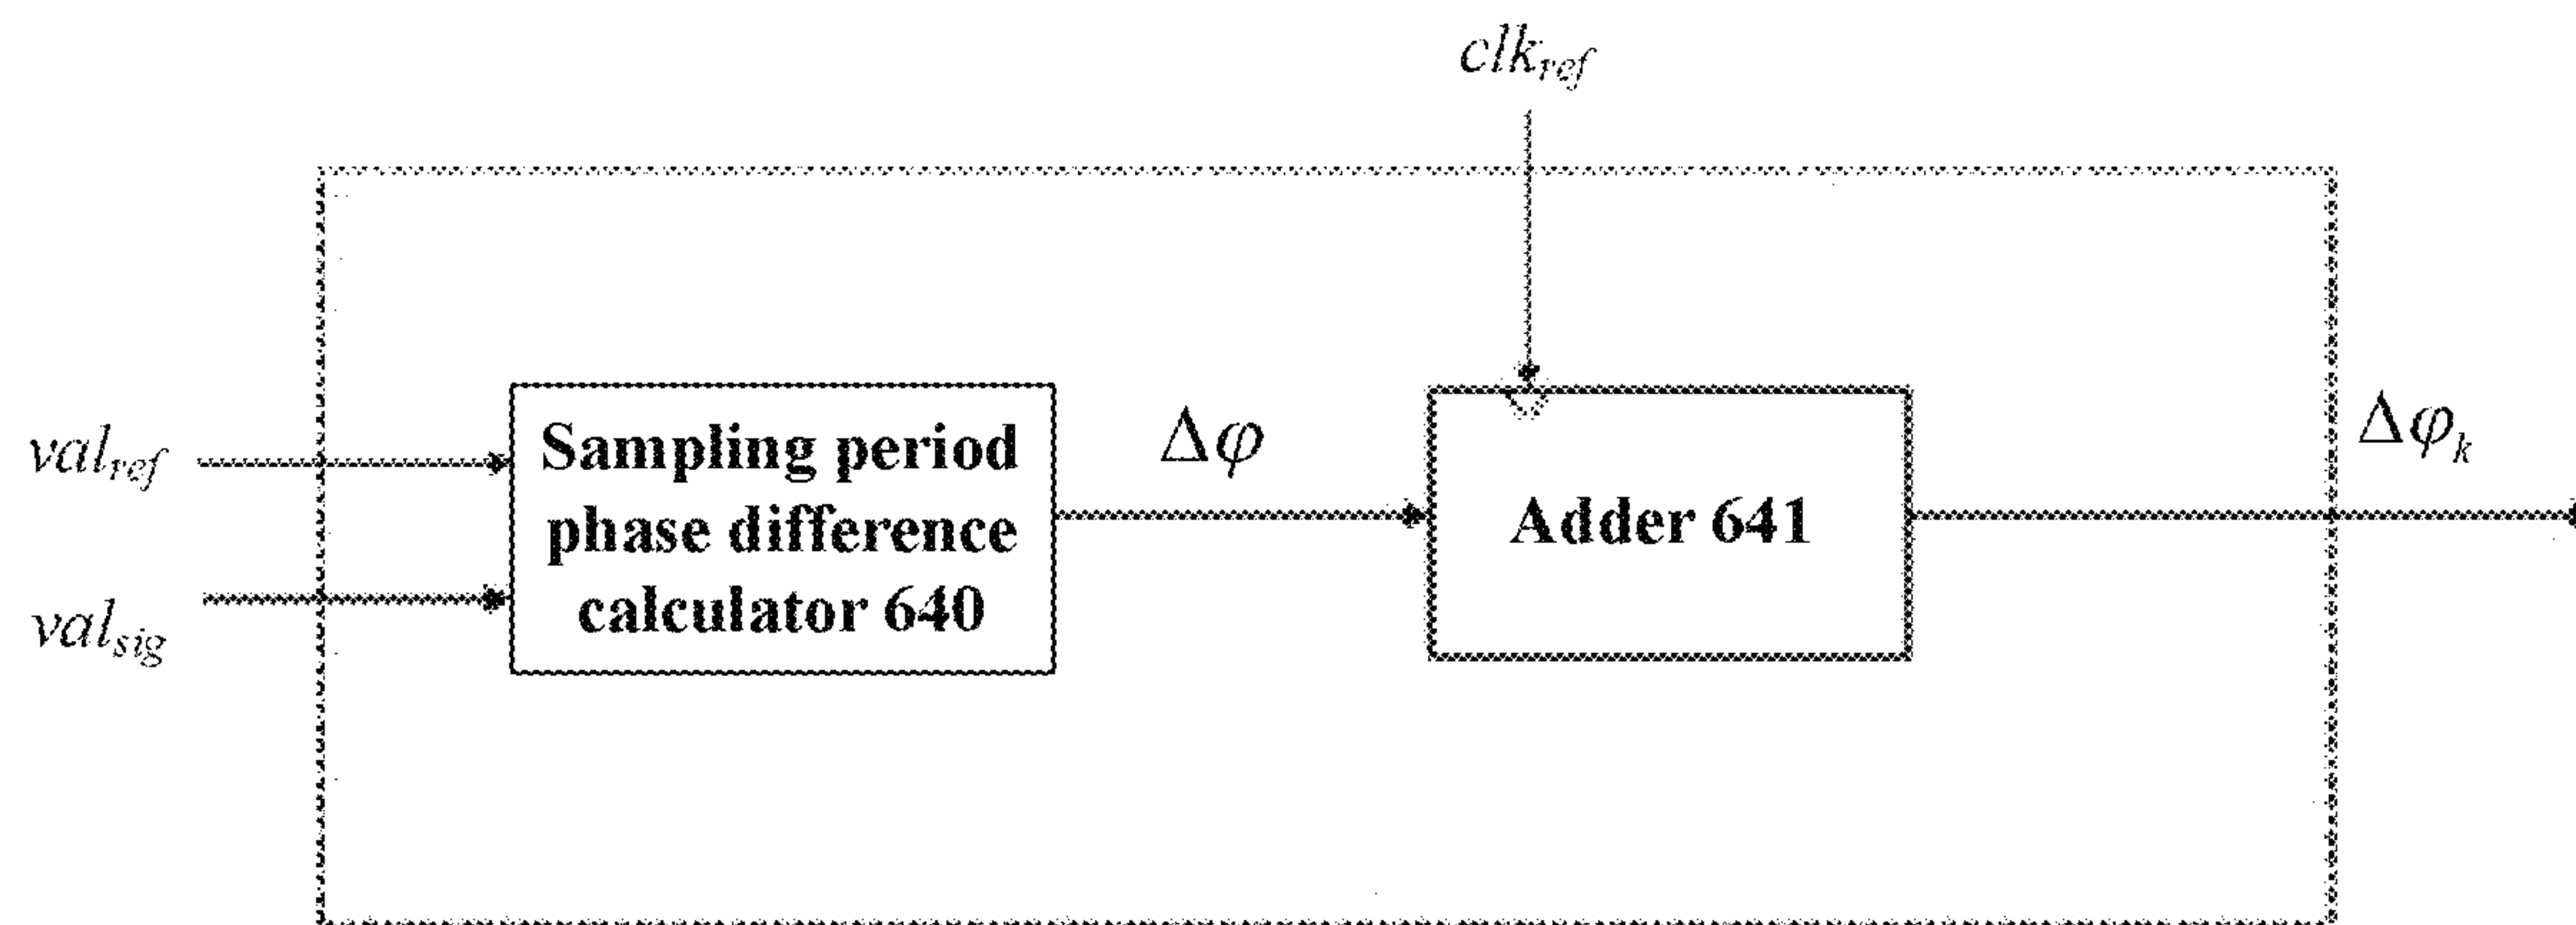 clk_ref
val_ref
val_sig
Sampling period
phase difference
calculator 640
Δφ
Adder 641
Δφ_k